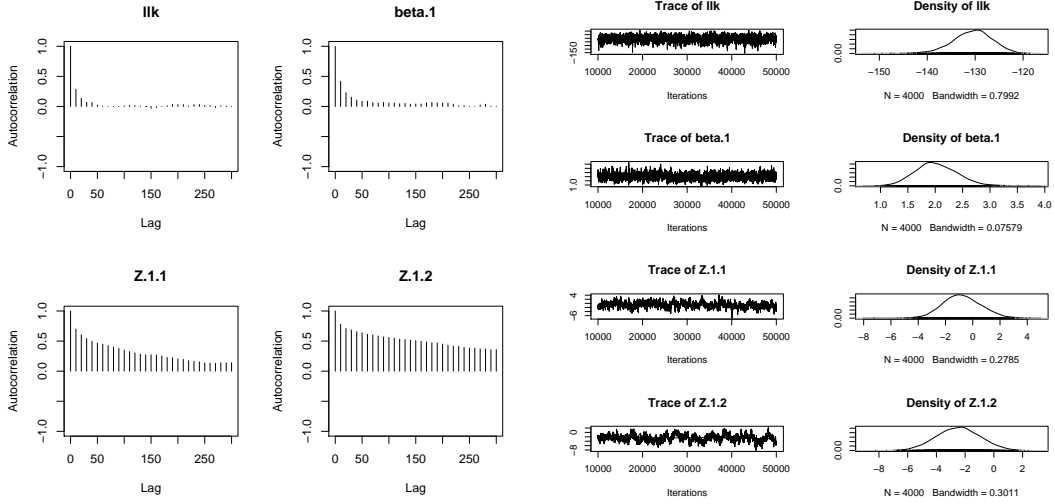 llk
beta.1
Autocorrelation
1.0
0.5
0.0
−1.0
0 50 150 250
Lag
Autocorrelation
1.0
0.5
0.0
−1.0
0 50 150 250
Lag
Z.1.1
Z.1.2
Autocorrelation
1.0
0.5
0.0
−1.0
0 50 150 250
Lag
Autocorrelation
1.0
0.5
0.0
−1.0
0 50 150 250
Lag
Trace of llk
−150
10000 20000 30000 40000 50000
Iterations
Density of llk
0.00
−150 −140 −130 −120
N = 4000 Bandwidth = 0.7992
Trace of beta.1
1.0
10000 20000 30000 40000 50000
Iterations
Density of beta.1
0.0
1.0 1.5 2.0 2.5 3.0 3.5 4.0
N = 4000 Bandwidth = 0.07579
Trace of Z.1.1
−6 4
10000 20000 30000 40000 50000
Iterations
Density of Z.1.1
0.00
−8 −6 −4 −2 0 2 4
N = 4000 Bandwidth = 0.2785
Trace of Z.1.2
−8 0
10000 20000 30000 40000 50000
Iterations
Density of Z.1.2
0.00
−8 −6 −4 −2 0 2
N = 4000 Bandwidth = 0.3011